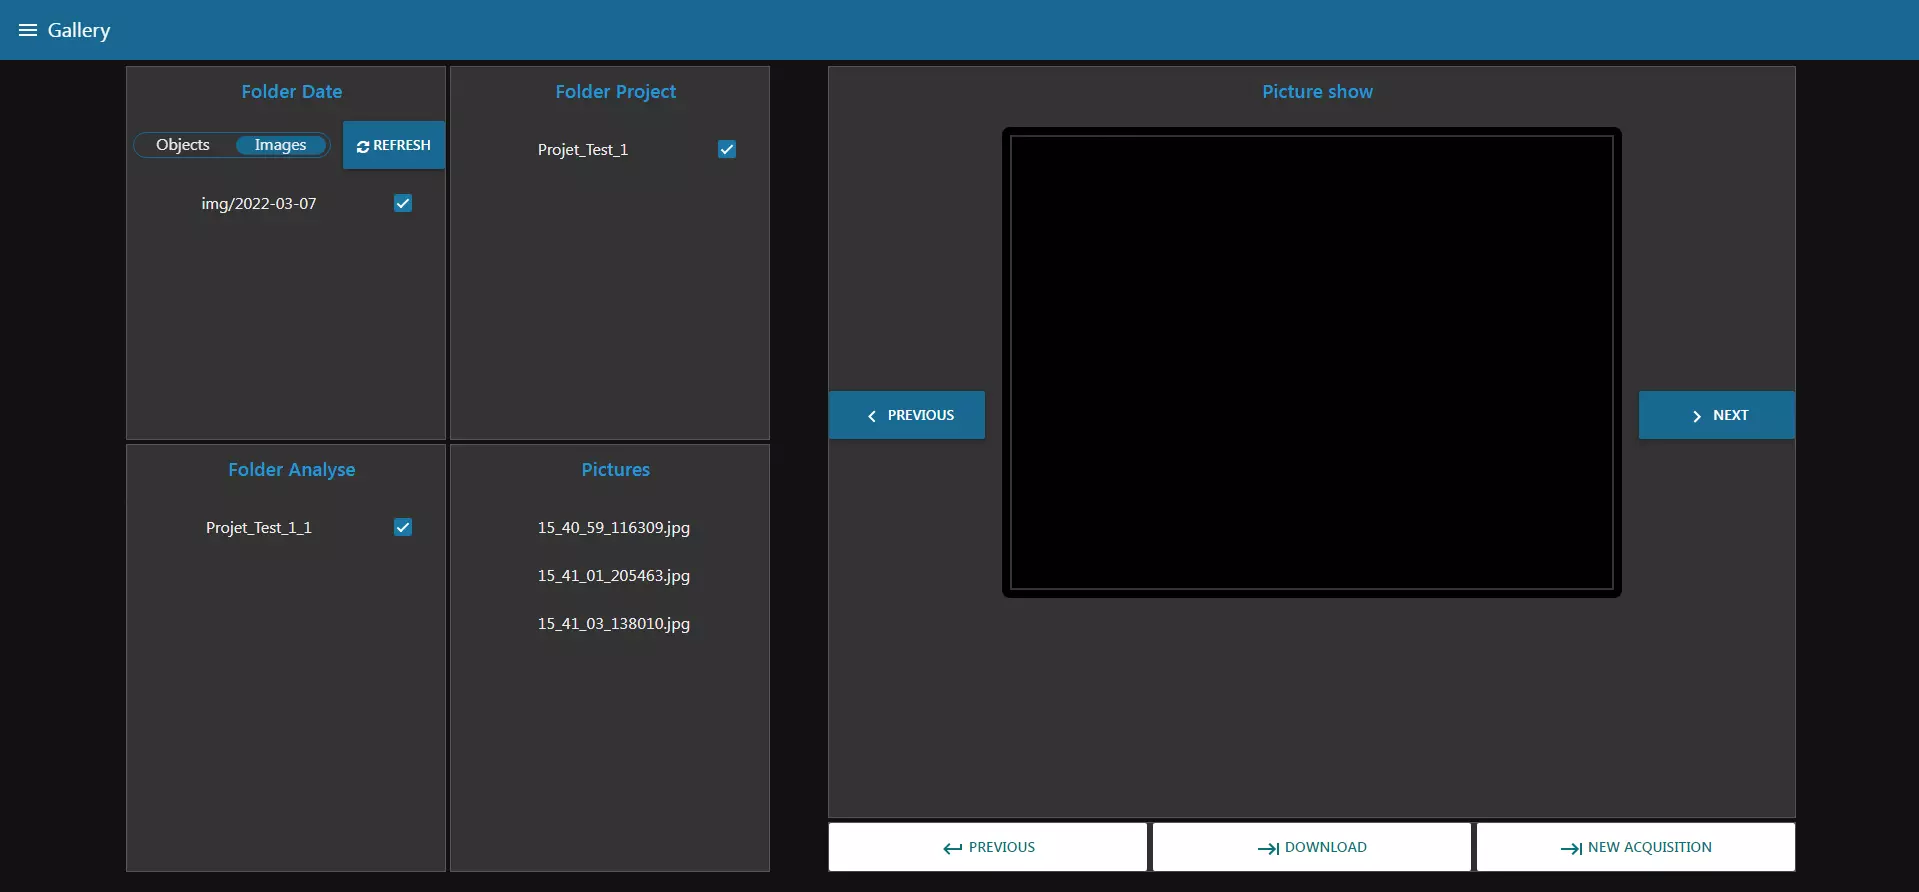 Gallery
Folder Date
Objects
Images
REFRESH
img/2022-03-07
Folder Project
Projet_Test_1
Folder Analyse
Projet_Test_1_1
Pictures
15_40_59_116309.jpg
15_41_01_205463.jpg
15_41_03_138010.jpg
Picture show
PREVIOUS
NEXT
PREVIOUS
DOWNLOAD
NEW ACQUISITION